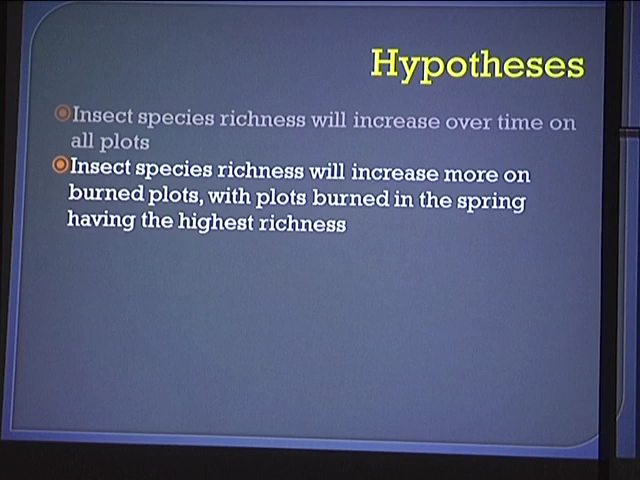 Hypotheses
Insect species richness will increase over time on
all plots
Insect species richness will increase more on
burned plots, with plots burned in the spring
having the highest richness